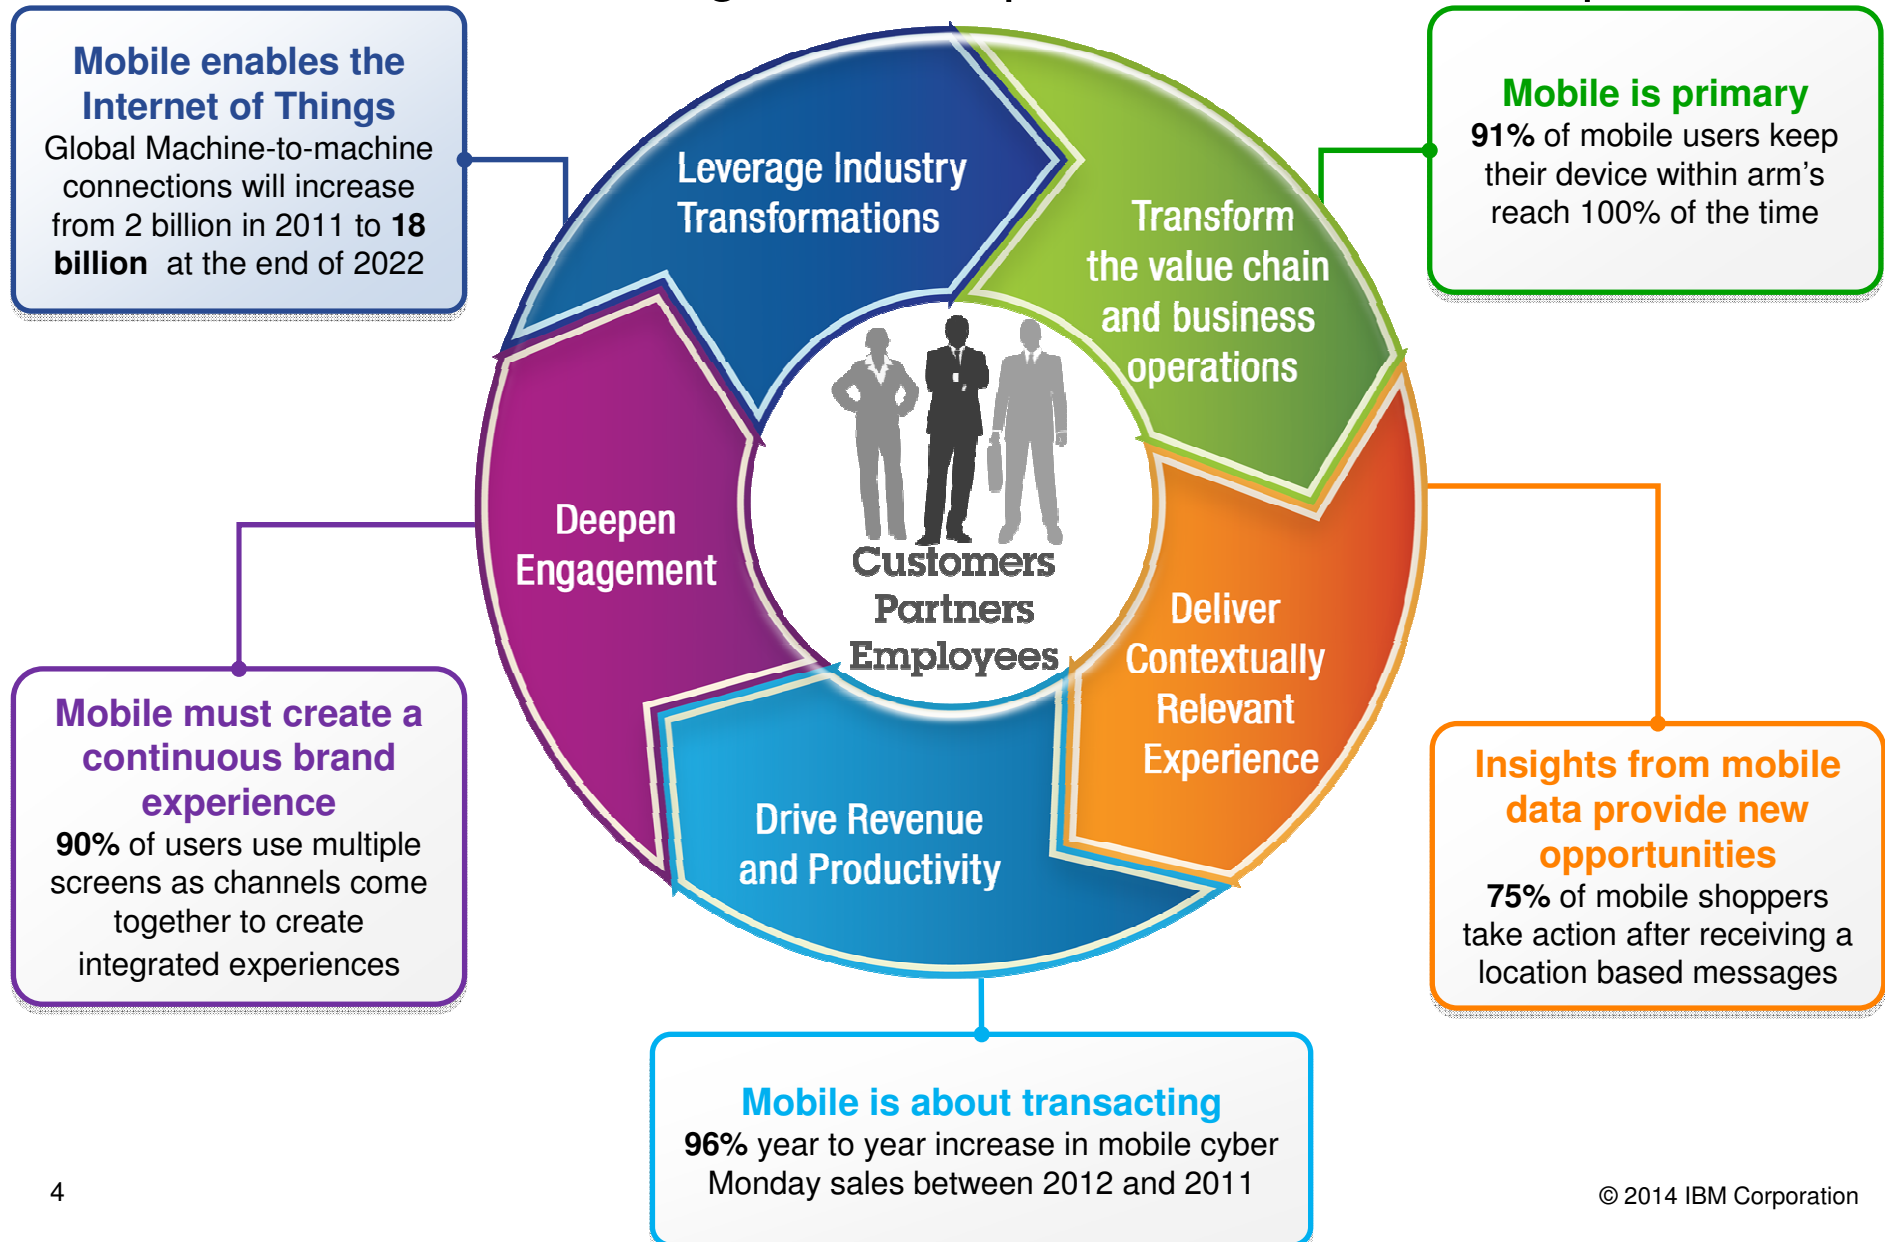 Mobile enables the
Internet of Things
Global Machine-to-machine
connections will increase
from 2 billion in 2011 to 18
billion at the end of 2022
Mobile is primary
91% of mobile users keep
their device within arm's
reach 100% of the time
Leverage Industry
Transformations
Transform
the value chain
and business
operations
Deepen
Engagement
Customers
Partners
Employees
Deliver
Contextually
Relevant
Experience
Drive Revenue
and Productivity
Mobile must create a
continuous brand
experience
90% of users use multiple
screens as channels come
together to create
integrated experiences
Insights from mobile
data provide new
opportunities
75% of mobile shoppers
take action after receiving a
location based messages
Mobile is about transacting
96% year to year increase in mobile cyber
Monday sales between 2012 and 2011
4
© 2014 IBM Corporation